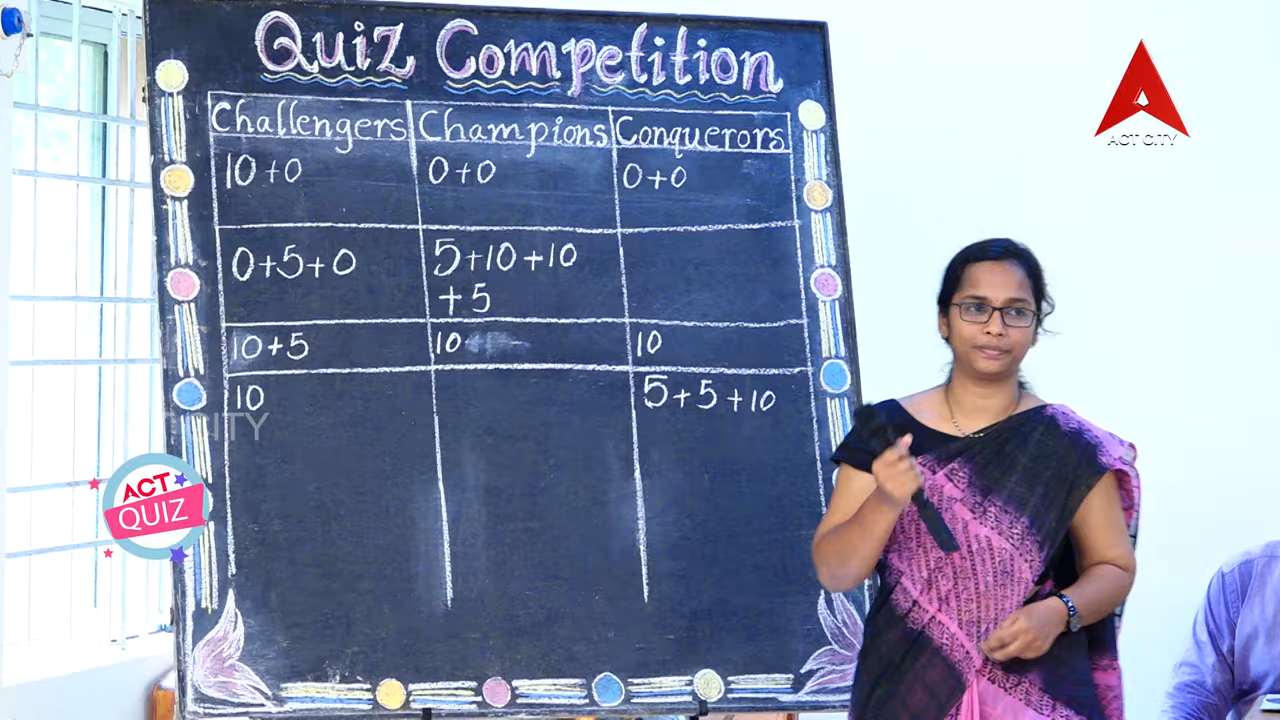 Quiz Competition
Challengers Champions Conquerors
10+0 0+0 0+0
0+5+0 5+10+10
+5
10+5 10 10
10 5+5+10
ACT CITY
ACT
QUIZ